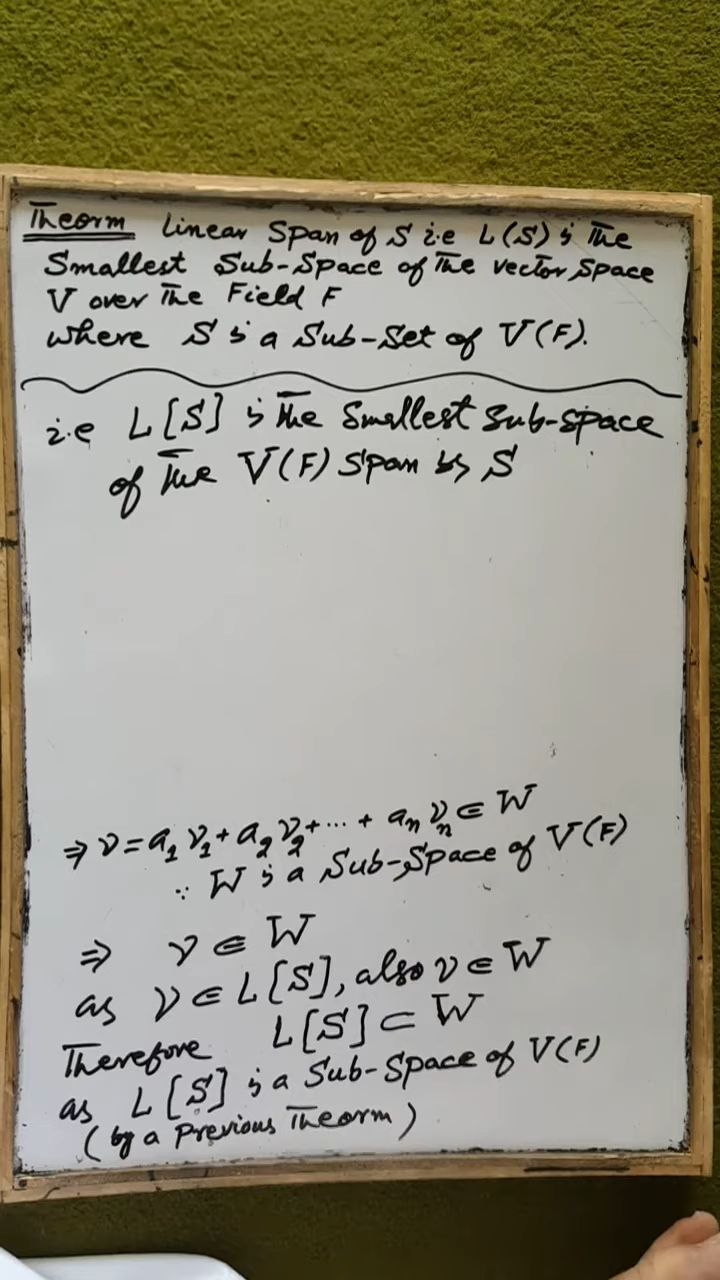 Theorm Linear Span of S i.e L(S) is The
Smallest Sub-Space of The vector Space
V over The Field F
where S is a Sub-Set of V(F).
i.e L[S] is The Smallest Sub-Space
of The V(F) Span by S
⇒ v = a₁ v₁ + a₂ v₂ + ... + aₙ vₙ ∈ W
∵ W is a Sub-Space of V(F)
⇒ v ∈ W
as v ∈ L[S], also v ∈ W
Therefore L[S] ⊂ W
as L[S] is a Sub-Space of V(F)
(by a Previous Theorm)